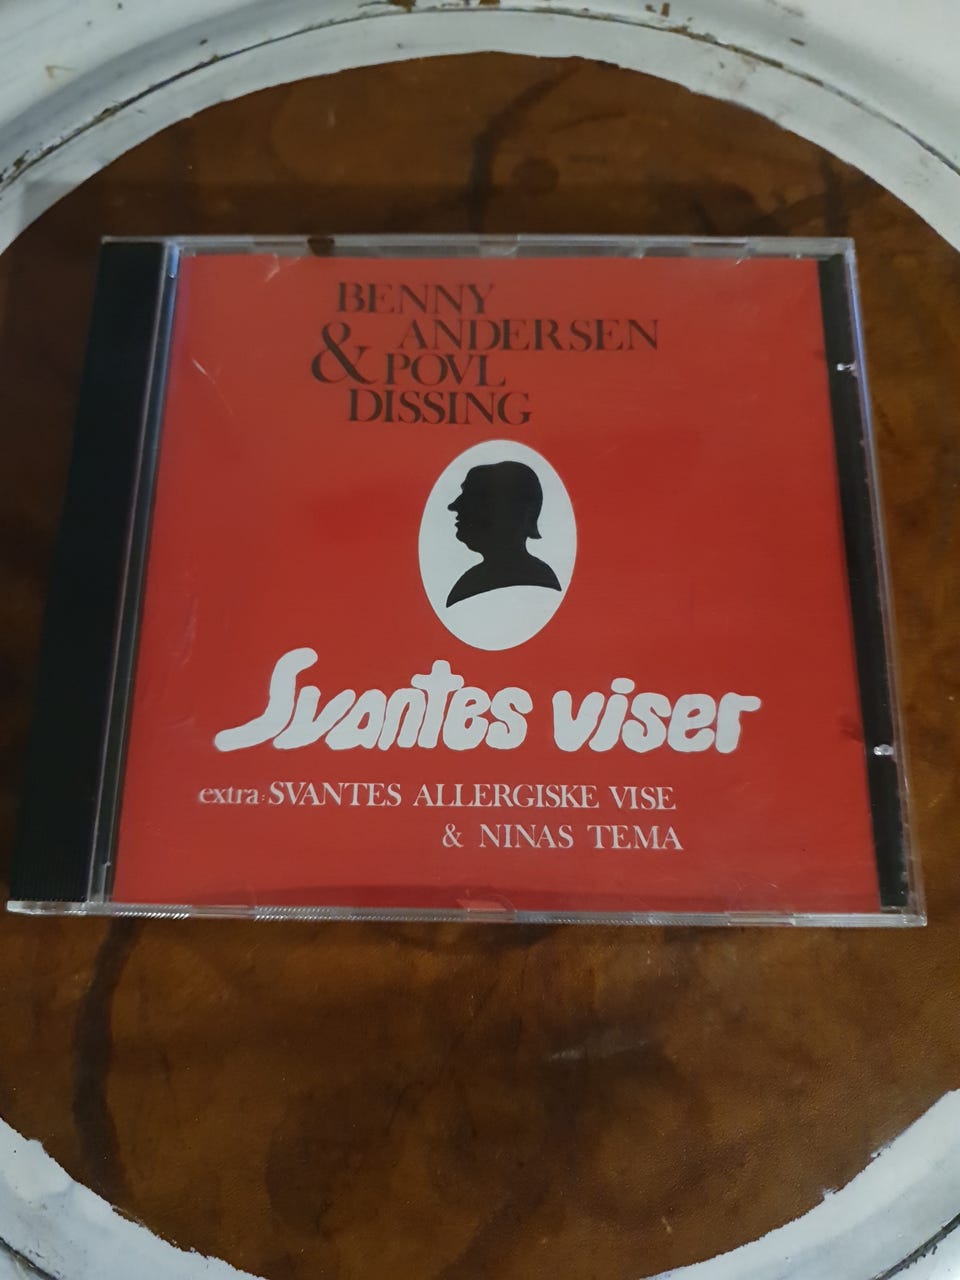 BENNY
ANDERSEN
& POVL
DISSING
Svantes viser
extra: SVANTES ALLERGISKE VISE
& NINAS TEMA